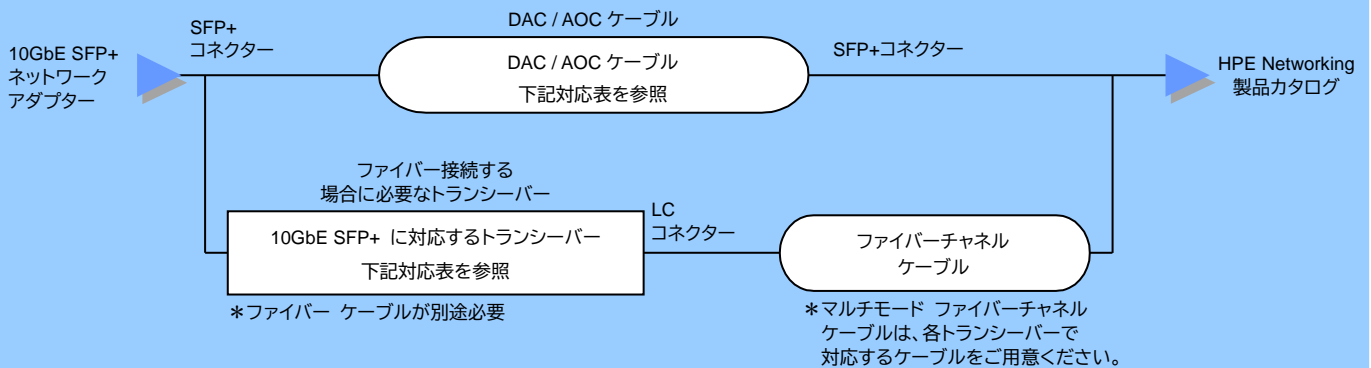 10GbE SFP+
ネットワーク
アダプター
SFP+
コネクター
DAC / AOC ケーブル
DAC / AOC ケーブル
下記対応表を参照
SFP+コネクター
HPE Networking
製品カタログ
ファイバー接続する
場合に必要なトランシーバー
10GbE SFP+ に対応するトランシーバー
下記対応表を参照
＊ファイバー ケーブルが別途必要
LC
コネクター
ファイバーチャネル
ケーブル
＊マルチモード ファイバーチャネル
ケーブルは、各トランシーバーで
対応するケーブルをご用意ください。